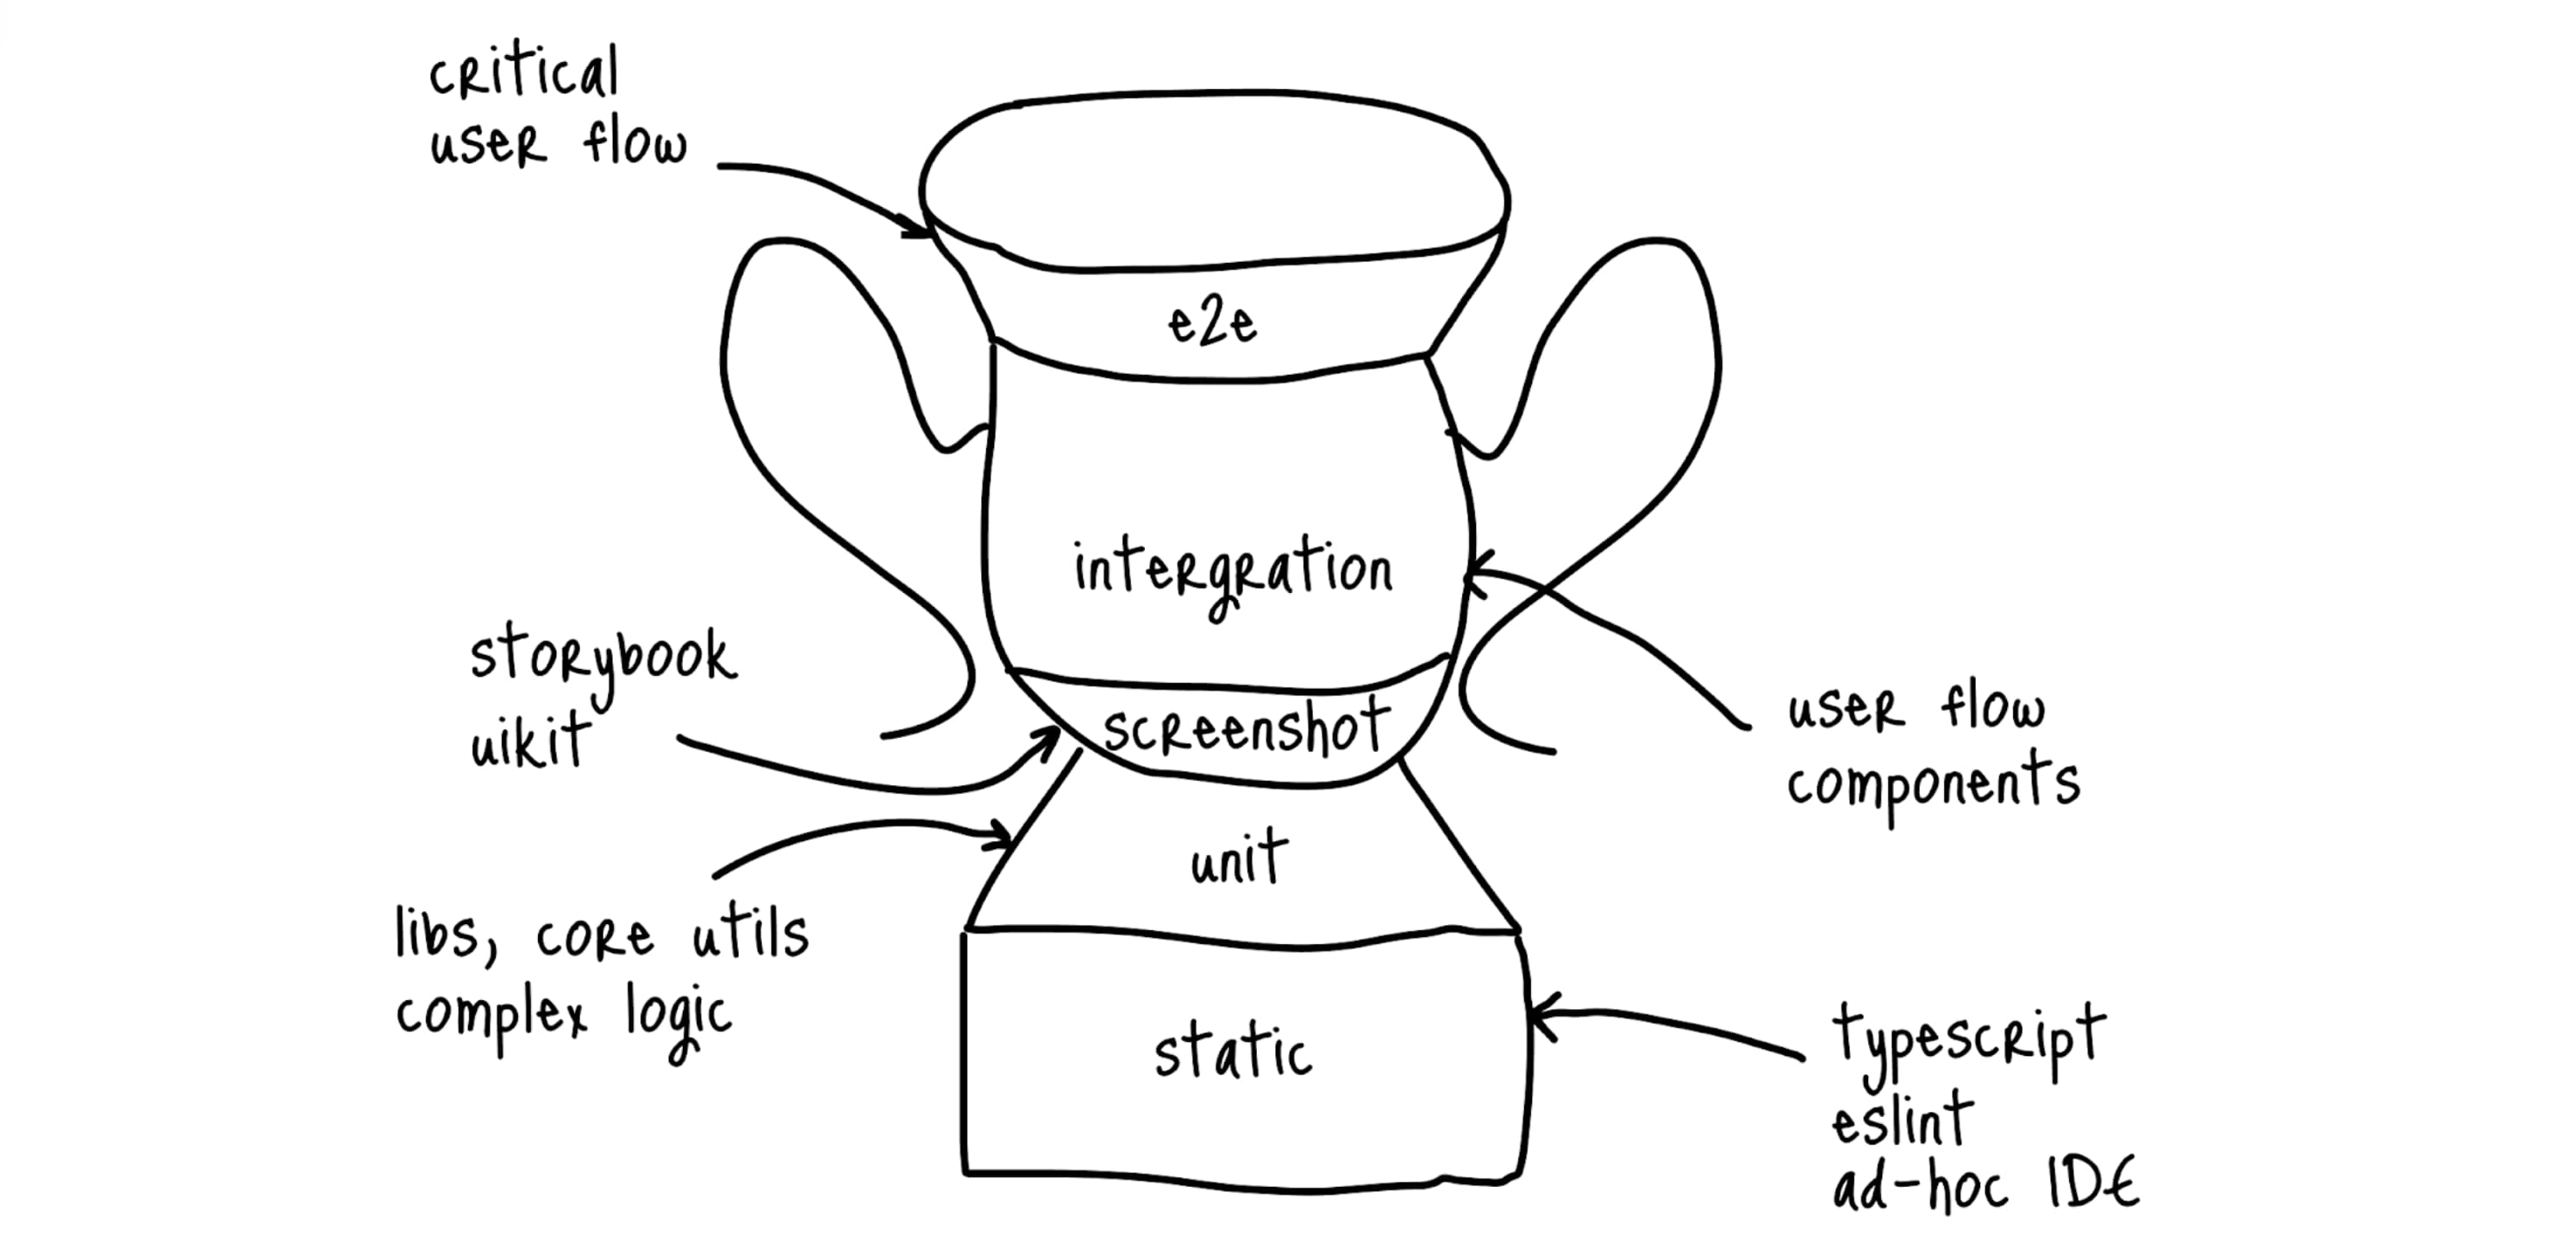 critical
user flow
e2e
intergration
storybook
uikit
screenshot
user flow
components
unit
libs, core utils
complex logic
static
typescript
eslint
ad-hoc IDE